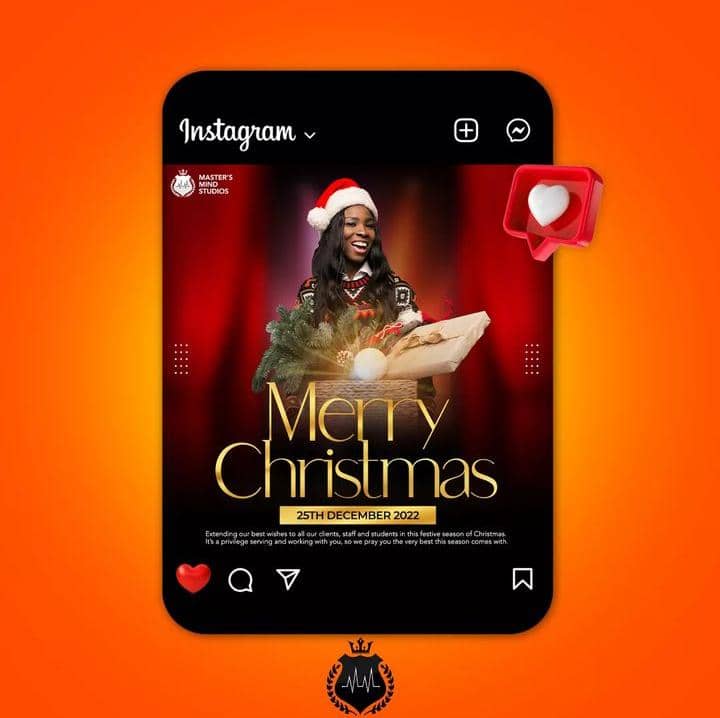 Instagram
MASTER'S
MIND
STUDIOS
Merry
Christmas
25TH DECEMBER 2022
Extending our best wishes to all our clients, staff and students in this festive season of Christmas.
It's a privilege serving and working with you, so we pray you the very best this season comes with.